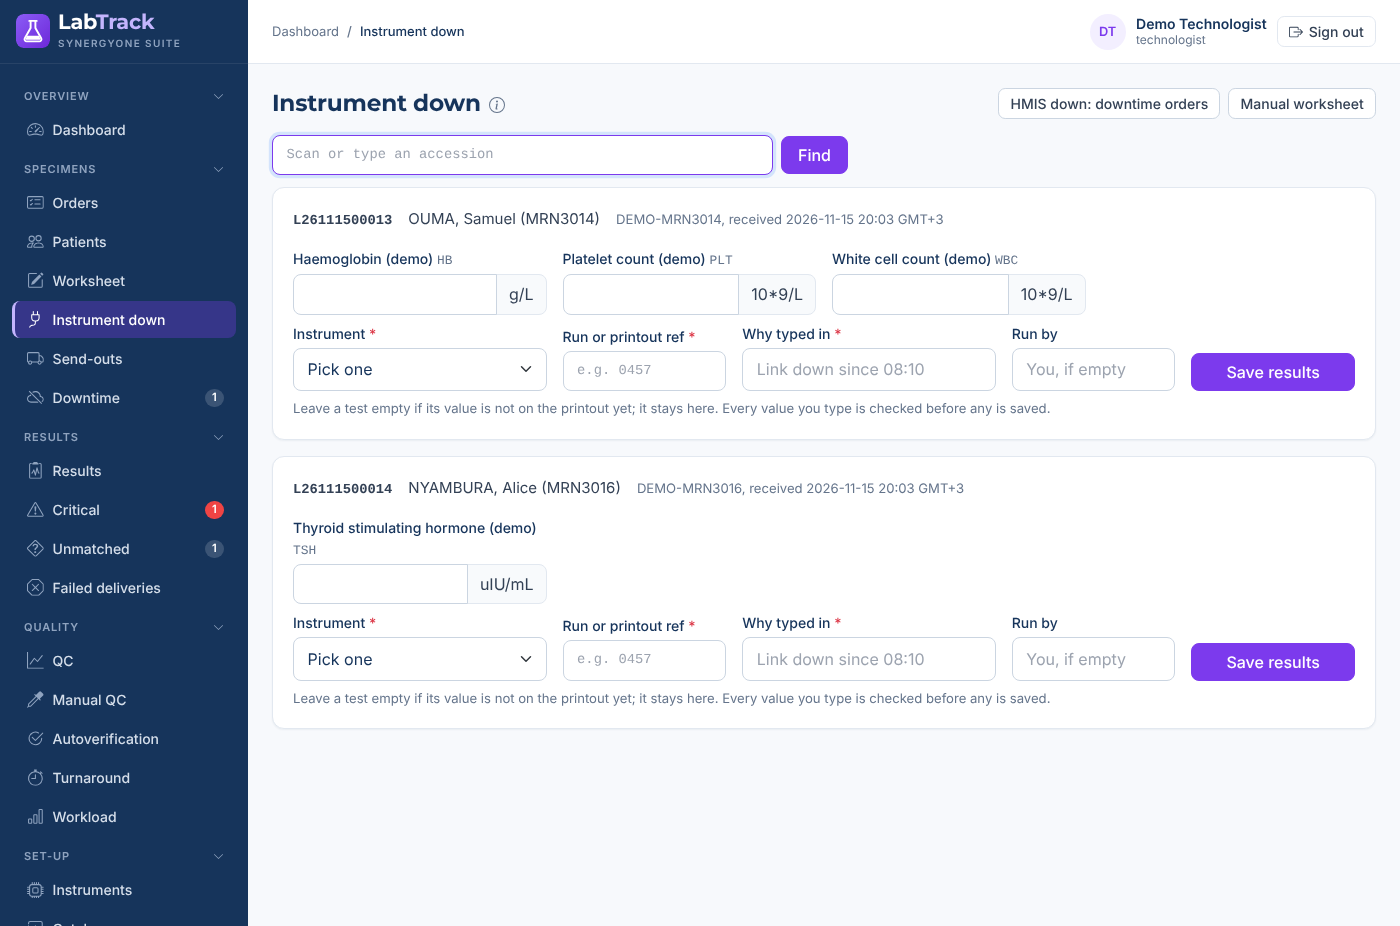 LabTrack
SYNERGYONE SUITE
OVERVIEW
Dashboard
SPECIMENS
Orders
Patients
Worksheet
Instrument down
Send-outs
Downtime 1
RESULTS
Results
Critical 1
Unmatched 1
Failed deliveries
QUALITY
QC
Manual QC
Autoverification
Turnaround
Workload
SET-UP
Instruments
Dashboard / Instrument down
DT
Demo Technologist
technologist
Sign out
Instrument down
HMIS down: downtime orders
Manual worksheet
Scan or type an accession
Find
L26111500013 OUMA, Samuel (MRN3014) DEMO-MRN3014, received 2026-11-15 20:03 GMT+3
Haemoglobin (demo) HB Platelet count (demo) PLT White cell count (demo) WBC
g/L 10*9/L 10*9/L
Instrument * Run or printout ref * Why typed in * Run by
Pick one e.g. 0457 Link down since 08:10 You, if empty Save results
Leave a test empty if its value is not on the printout yet; it stays here. Every value you type is checked before any is saved.
L26111500014 NYAMBURA, Alice (MRN3016) DEMO-MRN3016, received 2026-11-15 20:03 GMT+3
Thyroid stimulating hormone (demo)
TSH
uIU/mL
Instrument * Run or printout ref * Why typed in * Run by
Pick one e.g. 0457 Link down since 08:10 You, if empty Save results
Leave a test empty if its value is not on the printout yet; it stays here. Every value you type is checked before any is saved.